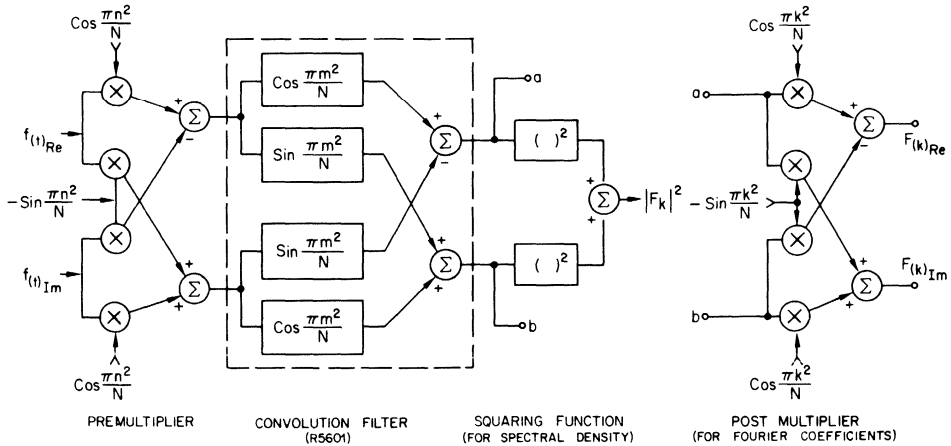 Cos πn²/N
Cos πk²/N
f(t)Re
−Sin πn²/N
f(t)Im
Cos πn²/N
+
−
Σ
+
+
Σ
Cos πm²/N
Sin πm²/N
Sin πm²/N
Cos πm²/N
+
−
Σ
+
+
Σ
a
( )²
+
Σ
+
|Fk|²
( )²
b
a
−Sin πk²/N
b
+
−
Σ
F(k)Re
+
+
Σ
F(k)Im
Cos πk²/N
PREMULTIPLIER
CONVOLUTION FILTER
(R5601)
SQUARING FUNCTION
(FOR SPECTRAL DENSITY)
POST MULTIPLIER
(FOR FOURIER COEFFICIENTS)